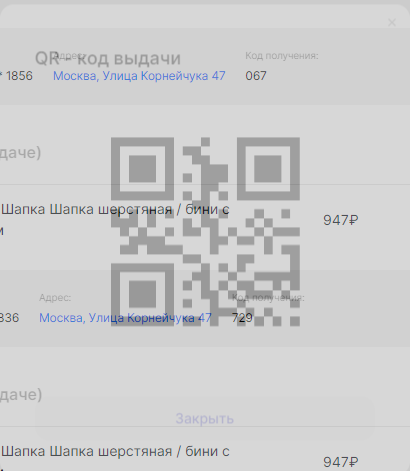 ×
QR – код выдачи
Адрес:
Код получения:
* 1856
Москва, Улица Корнейчука 47
067
даче)
Шапка Шапка шерстяная / бини с
947₽
и
Адрес:
Код получения:
836
Москва, Улица Корнейчука 47
729
даче)
Закрыть
Шапка Шапка шерстяная / бини с
947₽